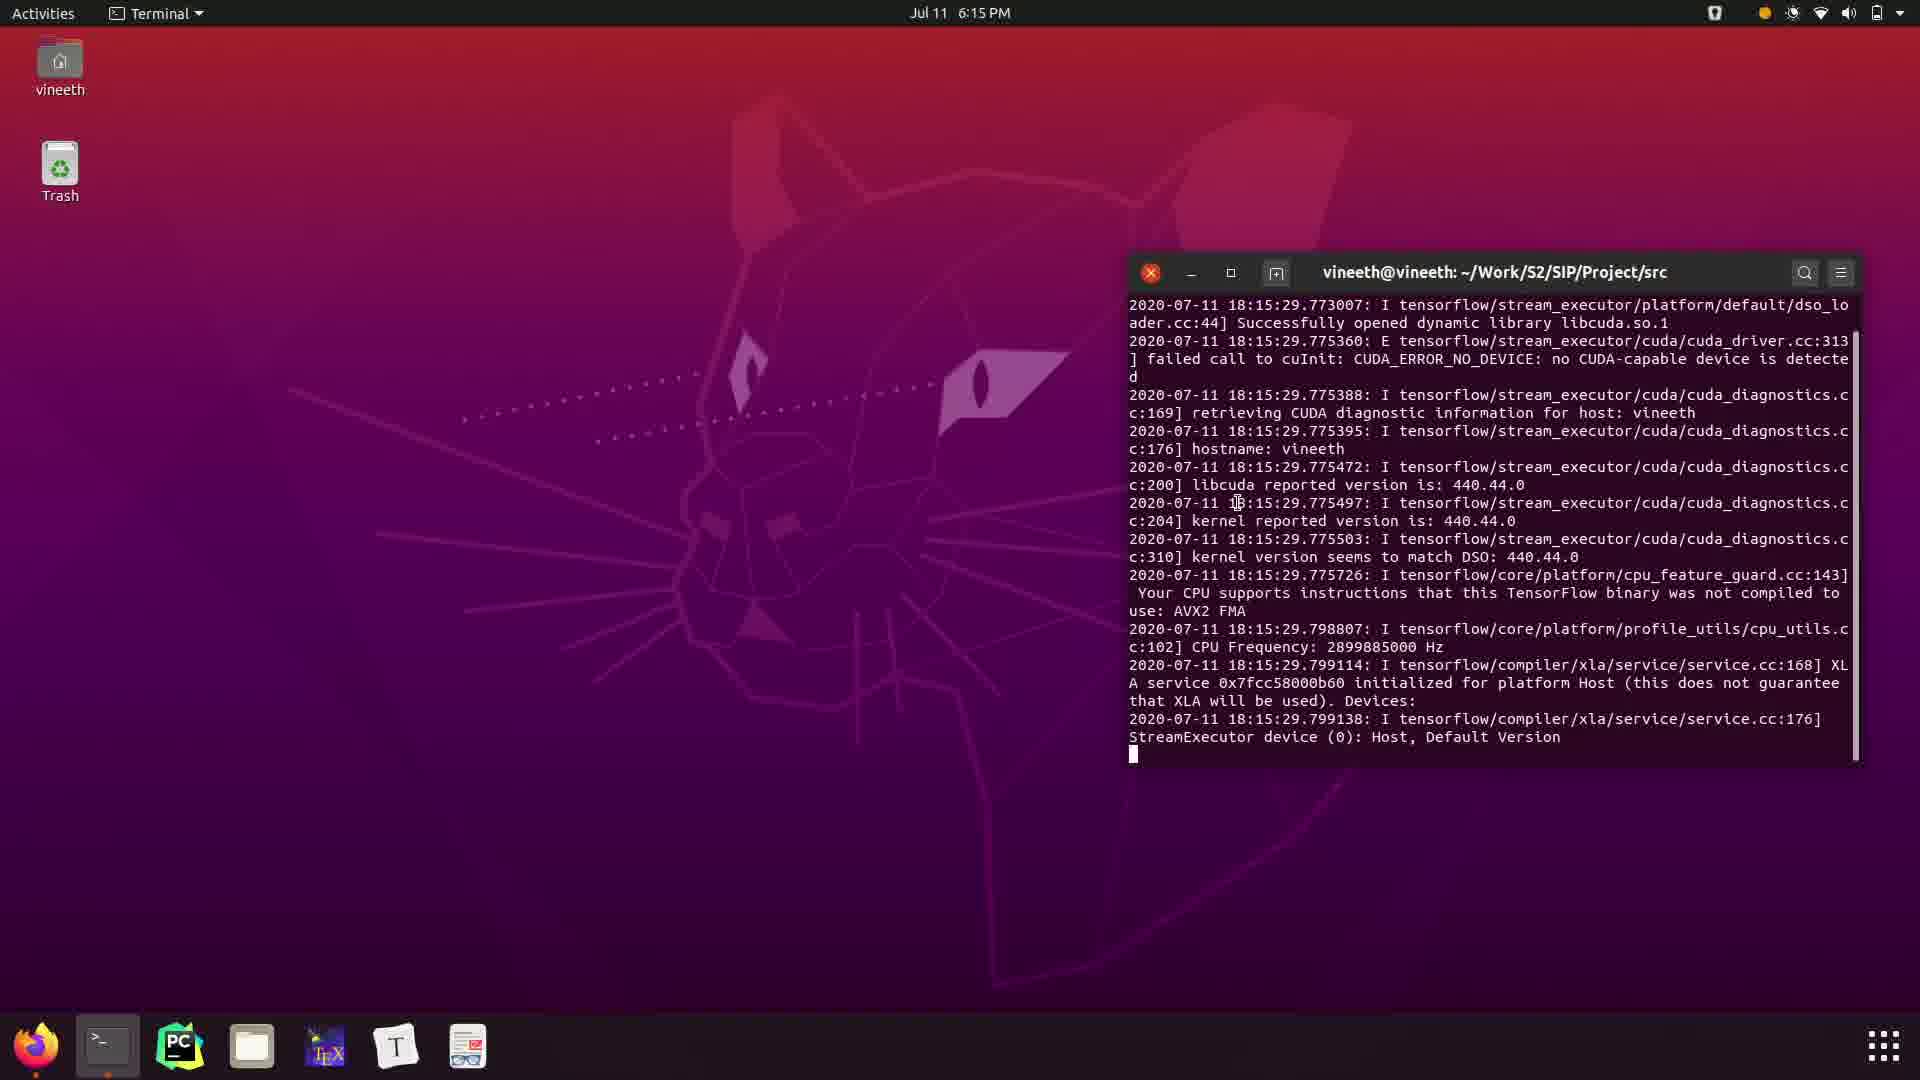 Activities
Terminal
Jul 11 6:15 PM
vineeth
Trash
vineeth@vineeth: ~/Work/S2/SIP/Project/src
2020-07-11 18:15:29.773007: I tensorflow/stream_executor/platform/default/dso_lo
ader.cc:44] Successfully opened dynamic library libcuda.so.1
2020-07-11 18:15:29.775360: E tensorflow/stream_executor/cuda/cuda_driver.cc:313
] failed call to cuInit: CUDA_ERROR_NO_DEVICE: no CUDA-capable device is detecte
d
2020-07-11 18:15:29.775388: I tensorflow/stream_executor/cuda/cuda_diagnostics.c
c:169] retrieving CUDA diagnostic information for host: vineeth
2020-07-11 18:15:29.775395: I tensorflow/stream_executor/cuda/cuda_diagnostics.c
c:176] hostname: vineeth
2020-07-11 18:15:29.775472: I tensorflow/stream_executor/cuda/cuda_diagnostics.c
c:200] libcuda reported version is: 440.44.0
2020-07-11 18:15:29.775497: I tensorflow/stream_executor/cuda/cuda_diagnostics.c
c:204] kernel reported version is: 440.44.0
2020-07-11 18:15:29.775503: I tensorflow/stream_executor/cuda/cuda_diagnostics.c
c:310] kernel version seems to match DSO: 440.44.0
2020-07-11 18:15:29.775726: I tensorflow/core/platform/cpu_feature_guard.cc:143]
Your CPU supports instructions that this TensorFlow binary was not compiled to
use: AVX2 FMA
2020-07-11 18:15:29.798807: I tensorflow/core/platform/profile_utils/cpu_utils.c
c:102] CPU Frequency: 2899885000 Hz
2020-07-11 18:15:29.799114: I tensorflow/compiler/xla/service/service.cc:168] XL
A service 0x7fcc58000b60 initialized for platform Host (this does not guarantee
that XLA will be used). Devices:
2020-07-11 18:15:29.799138: I tensorflow/compiler/xla/service/service.cc:176]
StreamExecutor device (0): Host, Default Version
>_
PC
TEX
T